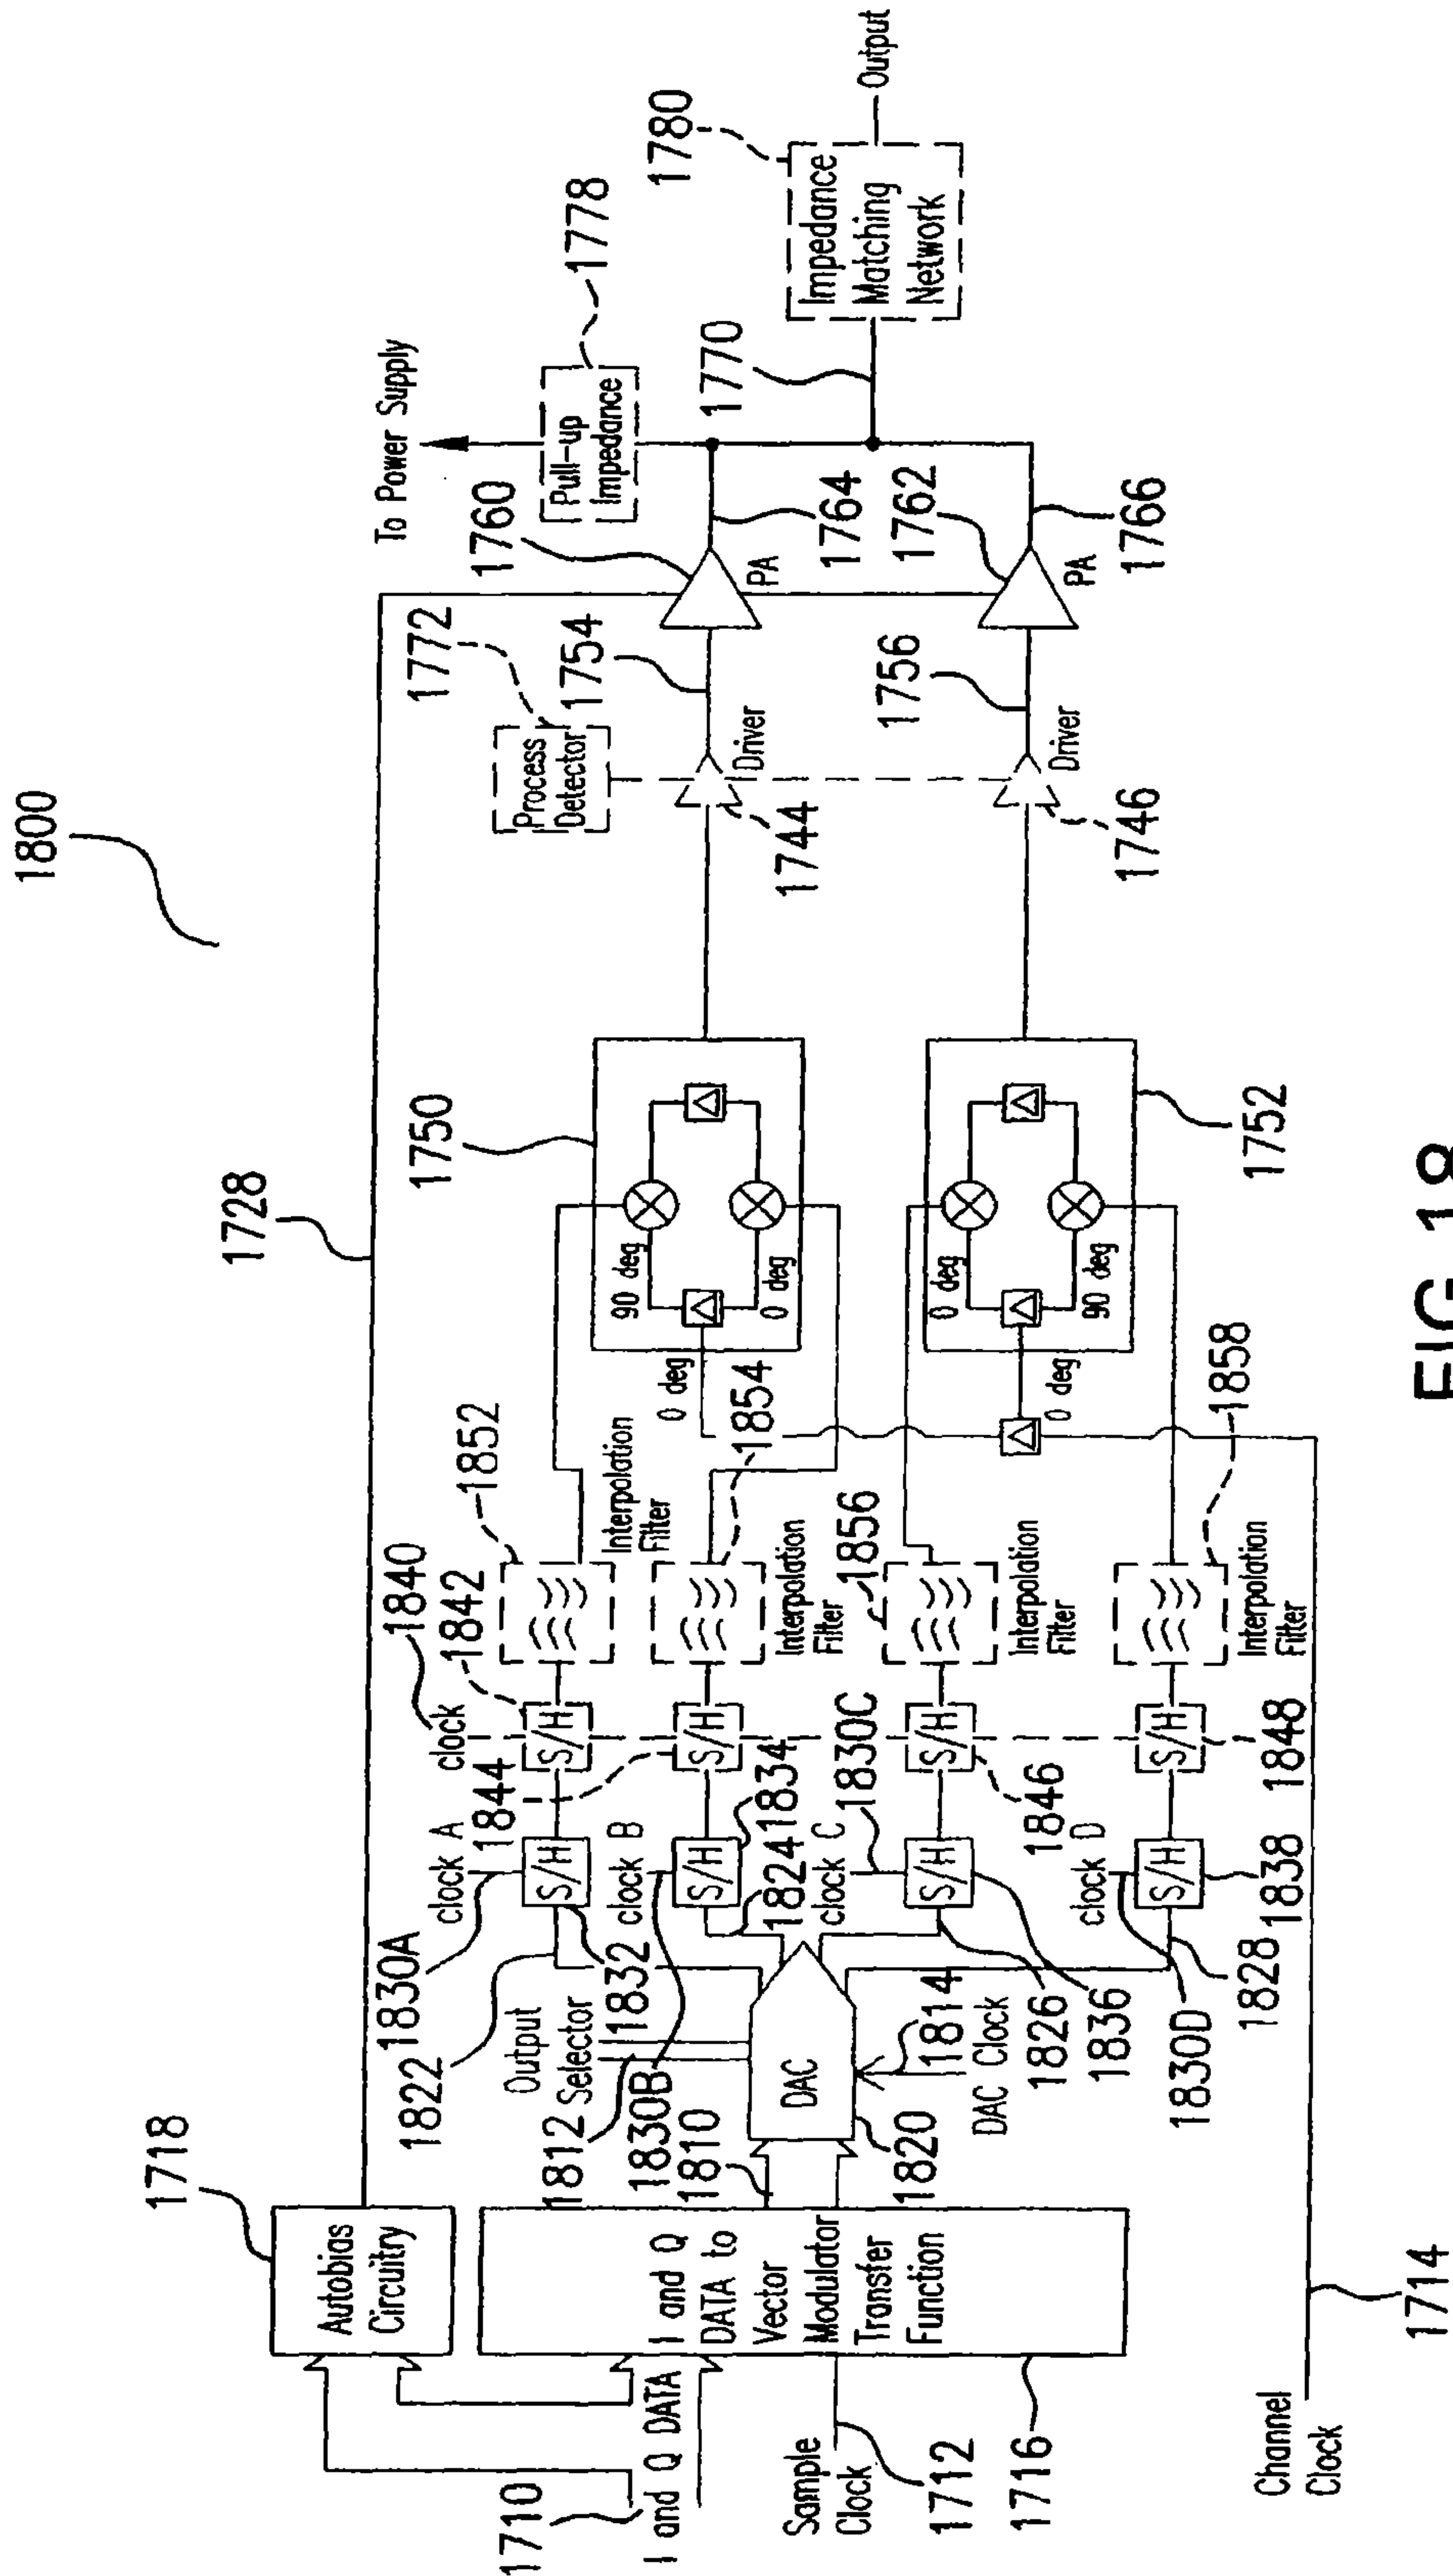 1800
To Power Supply
1728
1718
Autobias
Circuitry
1710
I and Q DATA
Sample
Clock
1712
1716
I and Q
DATA to
Vector
Modulator
Transfer
Function
1810
1812
Output
Selector
DAC
1820
1814
DAC Clock
1822
1824
1826
1828
1830A
clock A
S/H
1832
1830B
clock B
S/H
1834
1830C
clock C
S/H
1836
1830D
clock D
S/H
1838
1840
clock
1842
S/H
1844
S/H
1846
S/H
1848
S/H
1852
Interpolation
Filter
1854
Interpolation
Filter
1856
Interpolation
Filter
1858
Interpolation
Filter
1750
90 deg
0 deg
0 deg
1752
0 deg
90 deg
0 deg
1772
Process
Detector
1744
Driver
1754
1746
Driver
1756
1760
PA
1764
1762
PA
1766
1778
Pull-up
Impedance
1770
1780
Impedance
Matching
Network
Output
Channel
Clock
1714
FIG.18